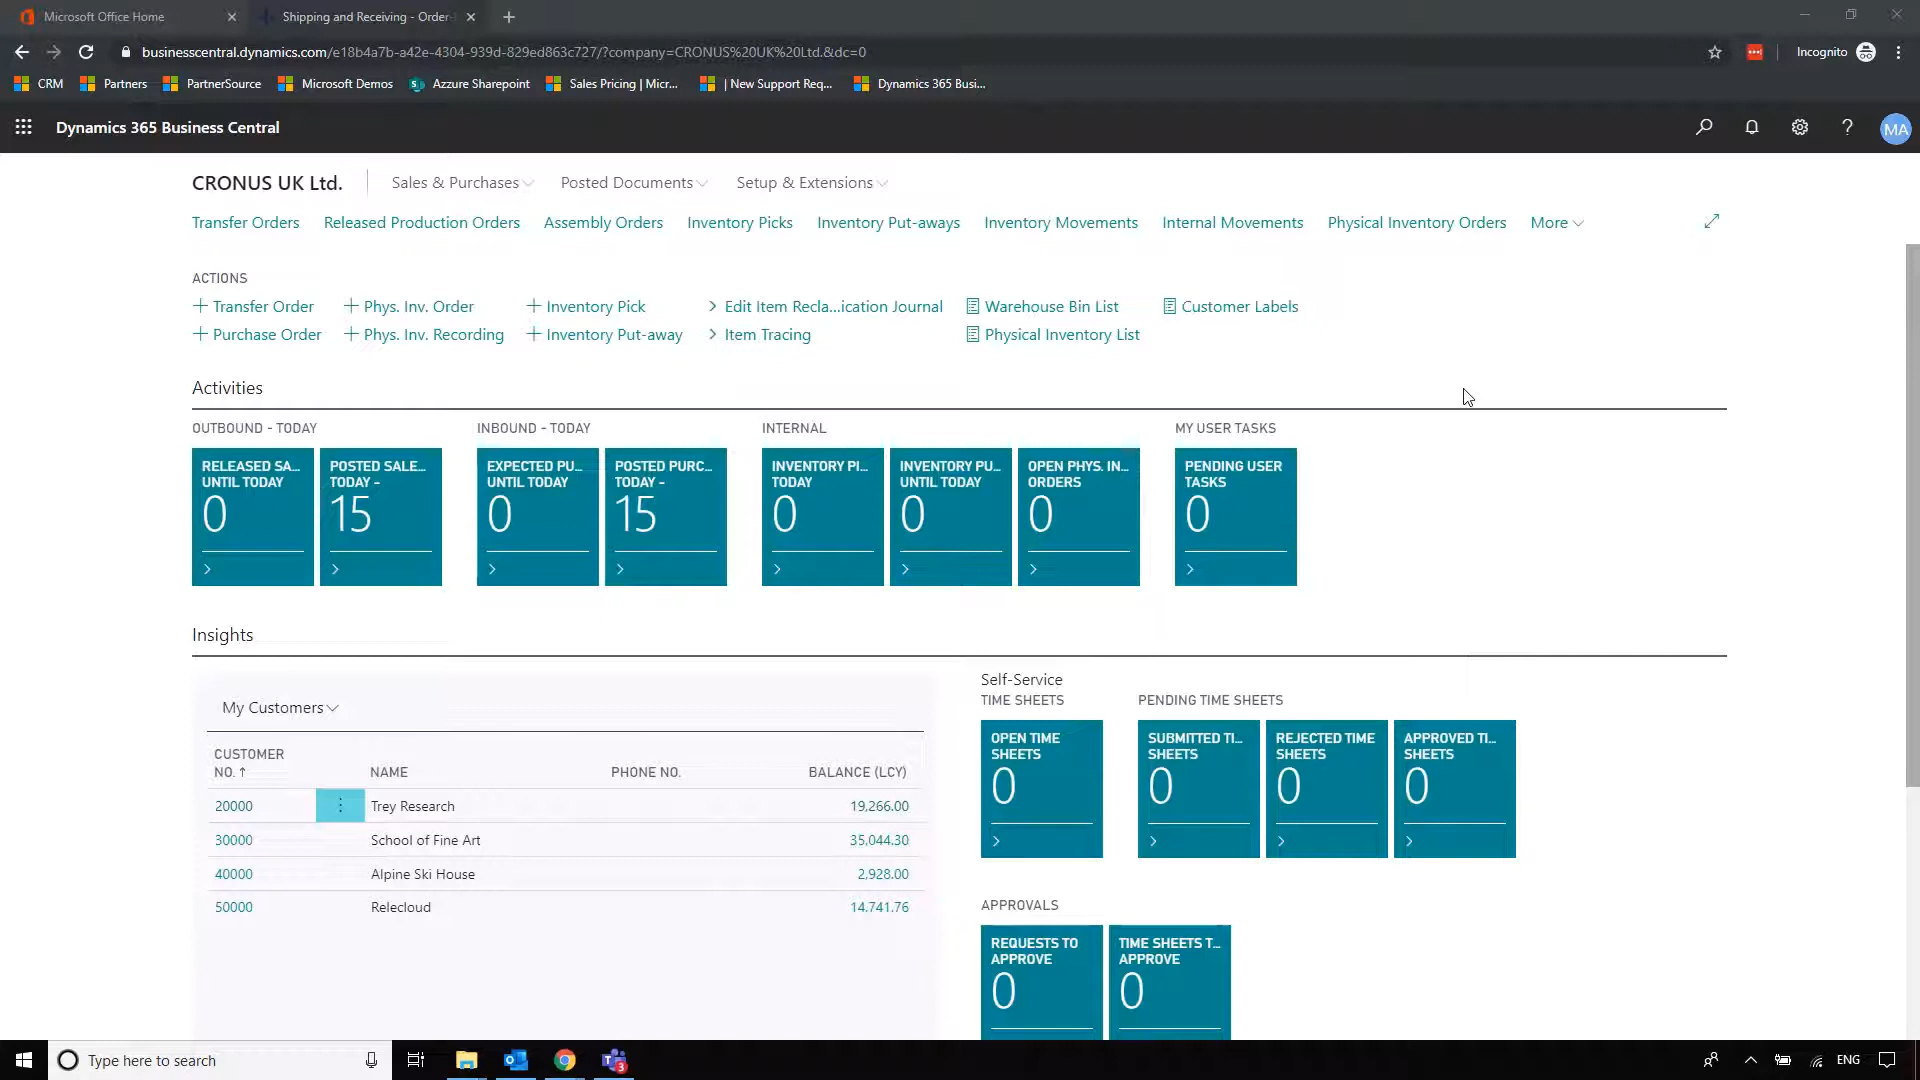 Microsoft Office Home
Shipping and Receiving - Order
businesscentral.dynamics.com/e18b4a7b-a42e-4304-939d-829ed863c727/?company=CRONUS%20UK%20Ltd.&dc=0
Incognito
CRM
Partners
PartnerSource
Microsoft Demos
Azzure Sharepoint
Sales Pricing | Micr...
| New Support Req...
Dynamics 365 Busi...
Dynamics 365 Business Central
?
MA
CRONUS UK Ltd.
Sales & Purchases
Posted Documents
Setup & Extensions
Transfer Orders
Released Production Orders
Assembly Orders
Inventory Picks
Inventory Put-aways
Inventory Movements
Internal Movements
Physical Inventory Orders
More
ACTIONS
+ Transfer Order
+ Phys. Inv. Order
+ Inventory Pick
> Edit Item Recla...ication Journal
Warehouse Bin List
Customer Labels
+ Purchase Order
+ Phys. Inv. Recording
+ Inventory Put-away
> Item Tracing
Physical Inventory List
Activities
OUTBOUND - TODAY
INBOUND - TODAY
INTERNAL
MY USER TASKS
RELEASED SA...
UNTIL TODAY
0
POSTED SALE...
TODAY -
15
EXPECTED PU...
UNTIL TODAY
0
POSTED PURC...
TODAY -
15
INVENTORY PI...
TODAY
0
INVENTORY PU...
UNTIL TODAY
0
OPEN PHYS. IN...
ORDERS
0
PENDING USER
TASKS
0
Insights
My Customers
CUSTOMER
NO. ↑
NAME
PHONE NO.
BALANCE (LCY)
20000
Trey Research
19,266.00
30000
School of Fine Art
35,044.30
40000
Alpine Ski House
2,928.00
50000
Relecloud
14,741.76
Self-Service
TIME SHEETS
PENDING TIME SHEETS
OPEN TIME
SHEETS
0
SUBMITTED TI...
SHEETS
0
REJECTED TIME
SHEETS
0
APPROVED TI...
SHEETS
0
APPROVALS
REQUESTS TO
APPROVE
0
TIME SHEETS T...
APPROVE
0
Type here to search
3
ENG